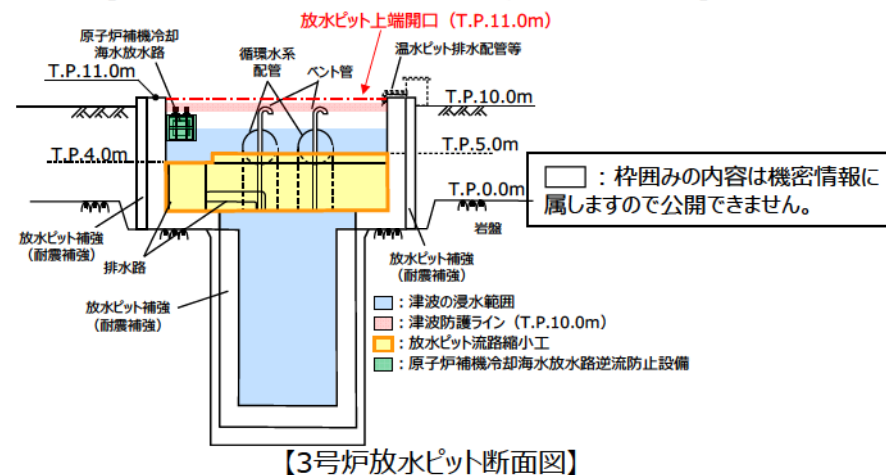 放水ピット上端開口（T.P.11.0m）
原子炉補機冷却
海水放水路
循環水系
配管
ベント管
温水ピット排水配管等
T.P.11.0m
T.P.10.0m
T.P.5.0m
T.P.4.0m
T.P.0.0m
□：枠囲みの内容は機密情報に
属しますので公開できません。
岩盤
放水ピット補強
（耐震補強）
排水路
放水ピット補強
（耐震補強）
放水ピット補強
（耐震補強）
：津波の浸水範囲
：津波防護ライン（T.P.10.0m）
：放水ピット流路縮小工
：原子炉補機冷却海水放水路逆流防止設備
【3号炉放水ピット断面図】